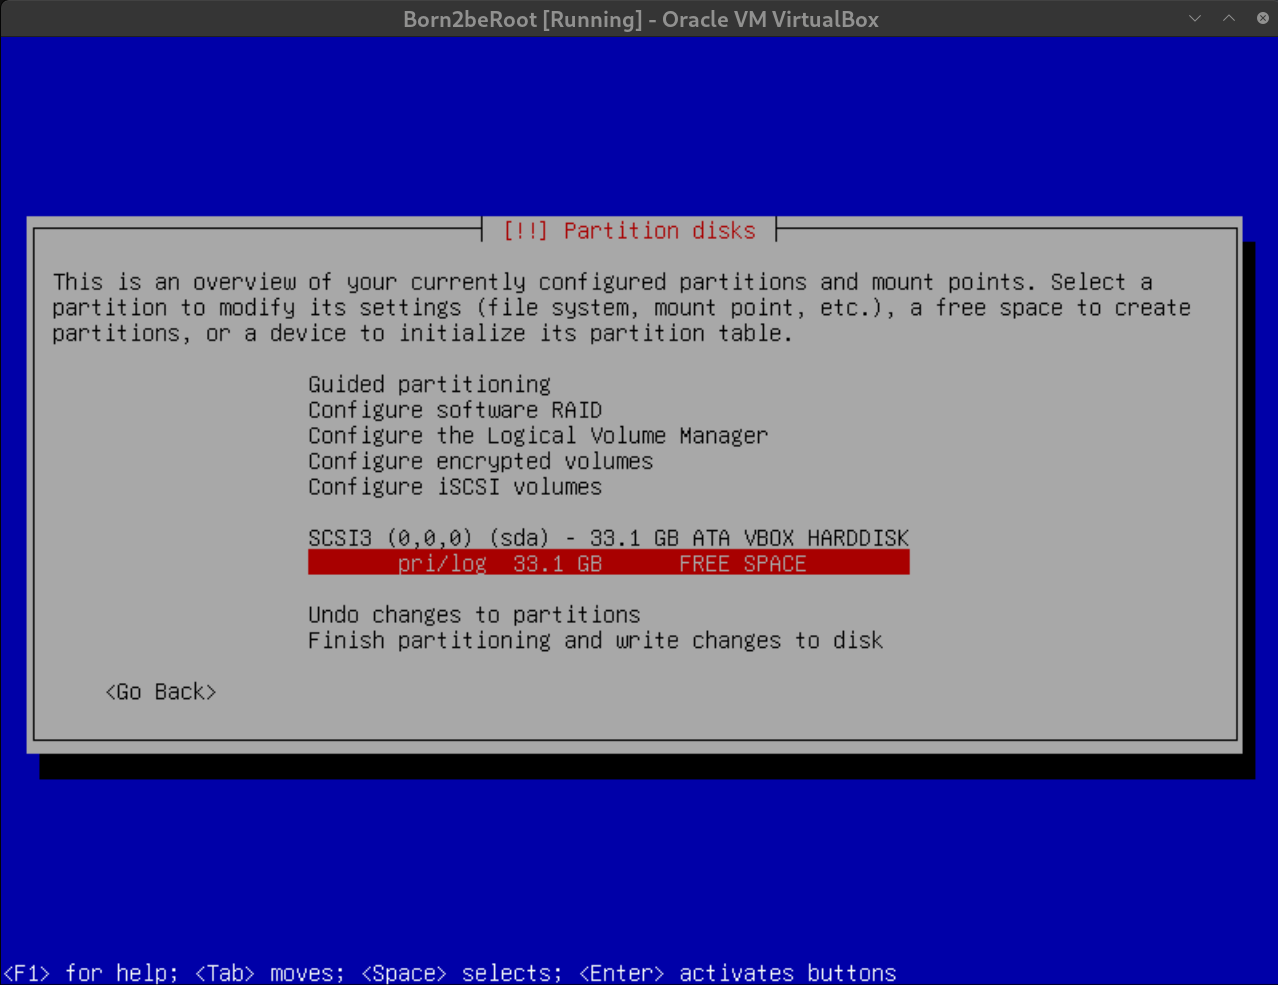 Born2beRoot [Running] - Oracle VM VirtualBox
[!!] Partition disks
This is an overview of your currently configured partitions and mount points. Select a
partition to modify its settings (file system, mount point, etc.), a free space to create
partitions, or a device to initialize its partition table.
Guided partitioning
Configure software RAID
Configure the Logical Volume Manager
Configure encrypted volumes
Configure iSCSI volumes
SCSI3 (0,0,0) (sda) - 33.1 GB ATA VBOX HARDDISK
pri/log 33.1 GB FREE SPACE
Undo changes to partitions
Finish partitioning and write changes to disk
<Go Back>
<F1> for help; <Tab> moves; <Space> selects; <Enter> activates buttons